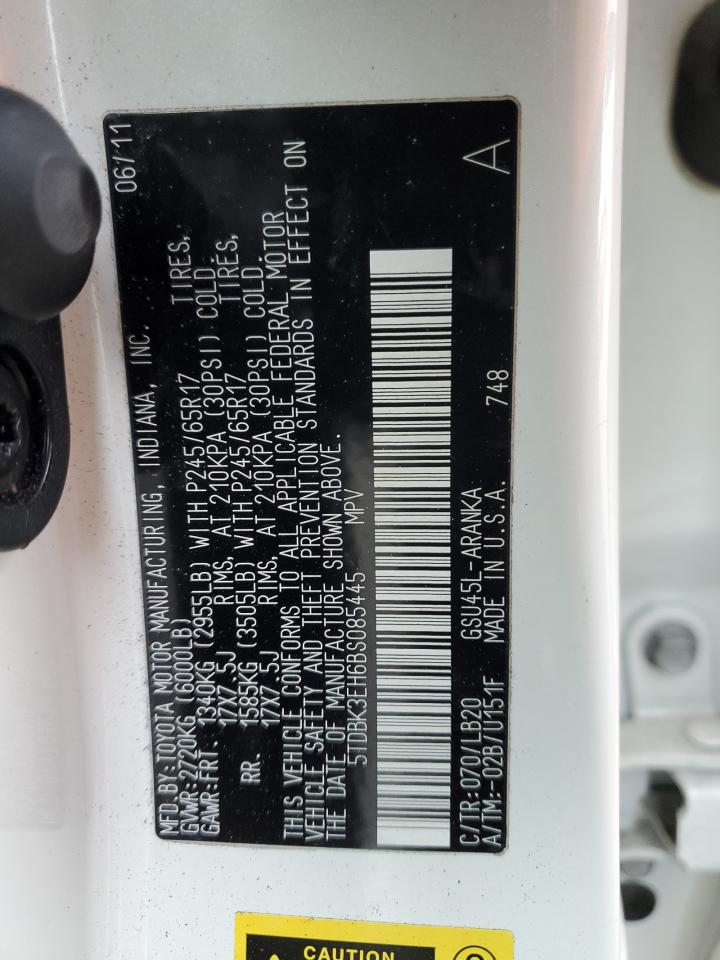 MFD.BY:TOYOTA MOTOR MANUFACTURING, INDIANA, INC. 06/11
GVWR:2720KG (6000LB)
GAWR:FRT. 1340KG (2955LB) WITH P245/65R17 TIRES,
17X7.5J RIMS, AT 210KPA (30PSI) COLD.
RR. 1585KG (3505LB) WITH P245/65R17 TIRES,
17X7.5J RIMS, AT 210KPA (30PSI) COLD.
THIS VEHICLE CONFORMS TO ALL APPLICABLE FEDERAL MOTOR
VEHICLE SAFETY AND THEFT PREVENTION STANDARDS IN EFFECT ON
THE DATE OF MANUFACTURE SHOWN ABOVE.
5TDBK3EH6BS085445 MPV
C/TR:070/LB20 GSU45L-ARANKA A
A/TM:-02B/U151F MADE IN U.S.A. 748
CAUTION